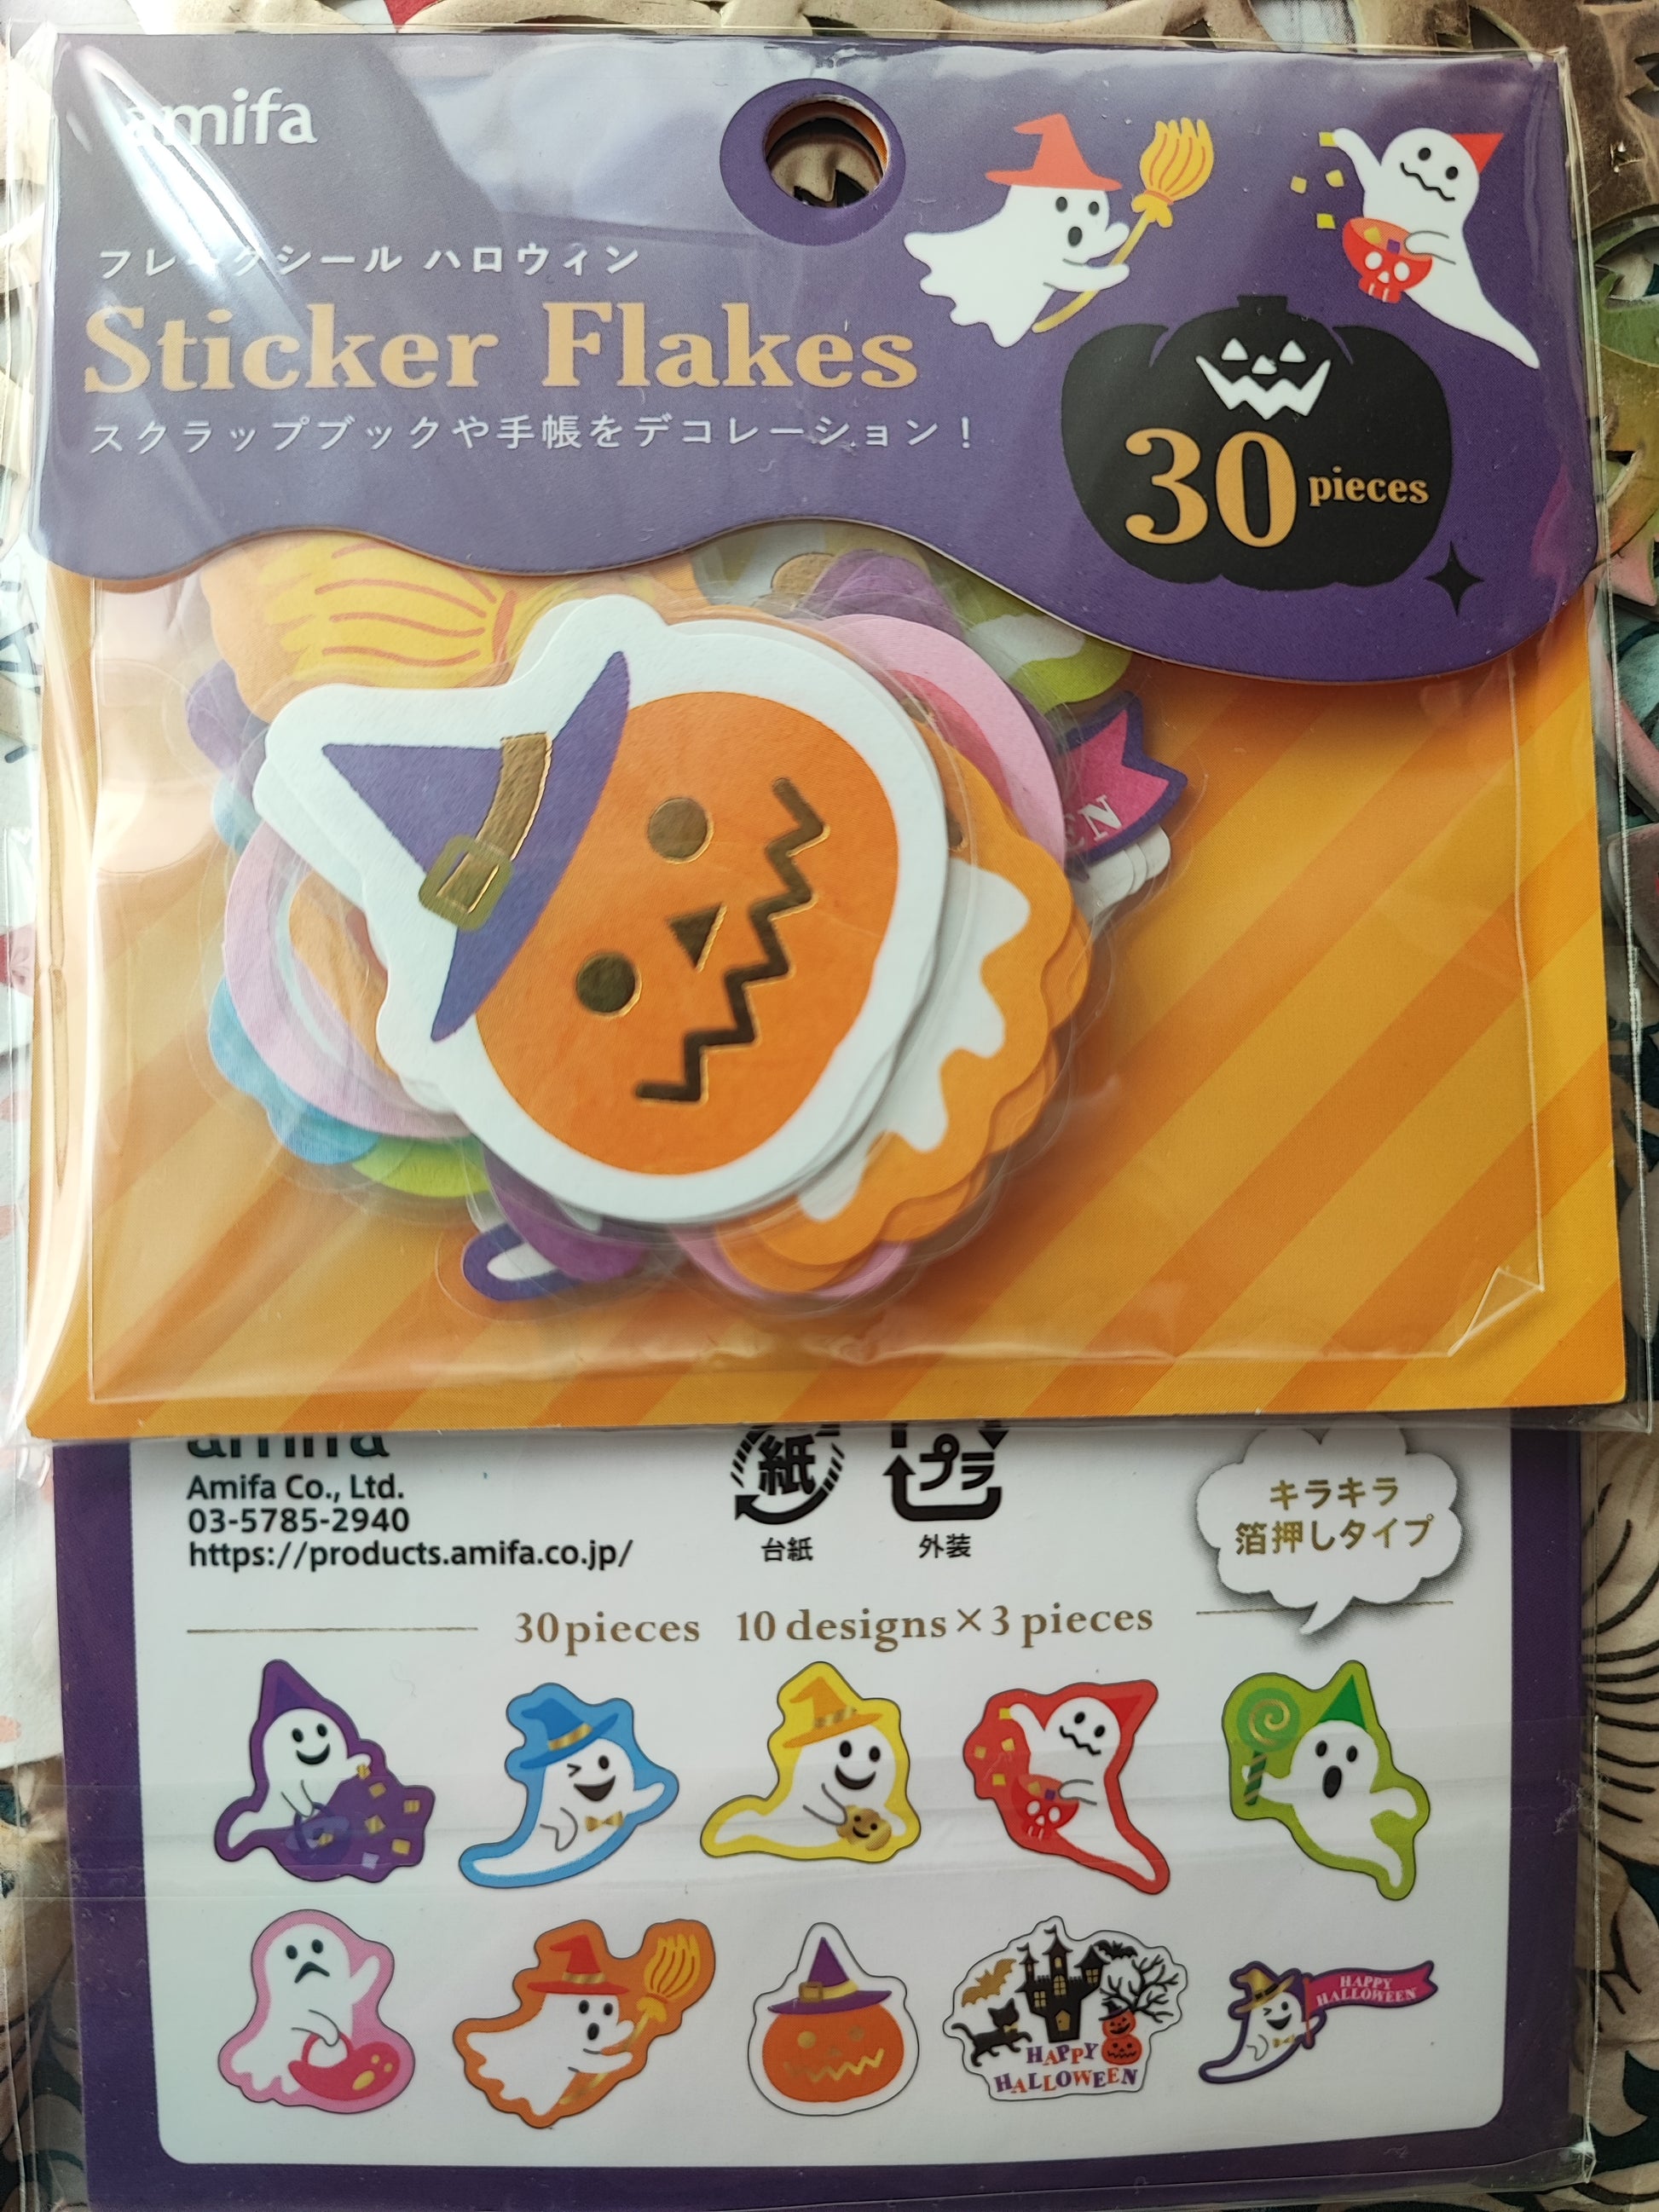 amifa
フレークシール ハロウィン
Sticker Flakes
スクラップブックや手帳をデコレーション！
30 pieces
EN
amifa
Amifa Co., Ltd.
03-5785-2940
https://products.amifa.co.jp/
紙
台紙
プラ
外装
キラキラ
箔押しタイプ
30pieces 10 designs×3 pieces
HAPPY
HALLOWEEN
HAPPY
HALLOWEEN